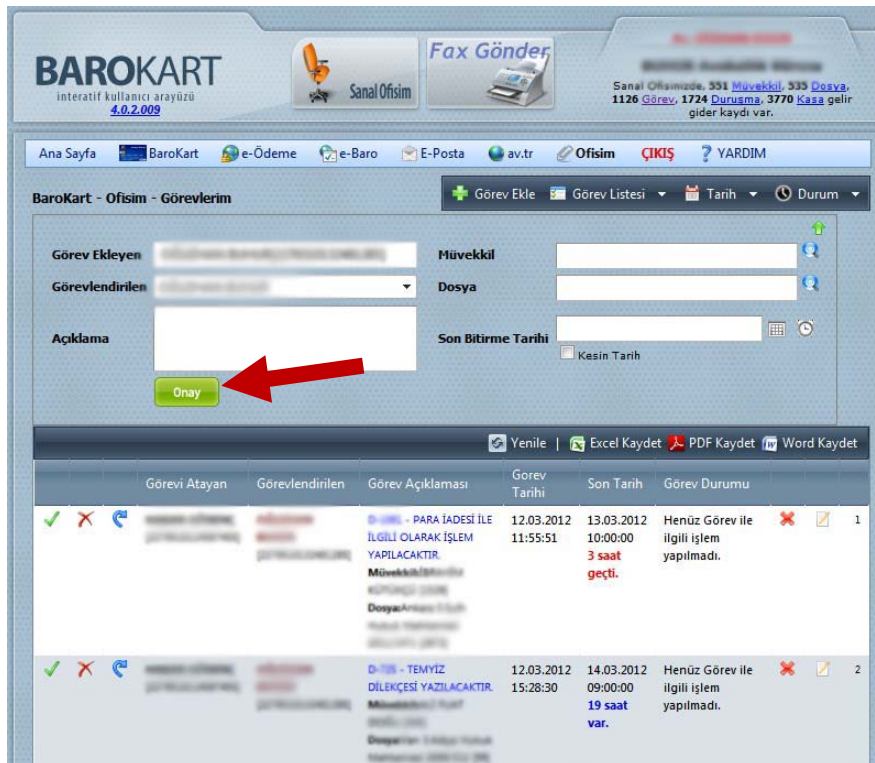 BAROKART
interatif kullanıcı arayüzü
4.0.2.009
Sanal Ofisim
Fax Gönder
Sanal Ofisimizde, 551 Müvekkil, 535 Dosya,
1126 Görev, 1724 Duruşma, 3770 Kasa gelir
gider kaydı var.
Ana Sayfa BaroKart e-Ödeme e-Baro E-Posta av.tr Ofisim ÇIKIŞ ? YARDIM
BaroKart - Ofisim - Görevlerim
Görev Ekle Görev Listesi Tarih Durum
Görev Ekleyen
Müvekkil
Görevlendirilen
Dosya
Açıklama
Son Bitirme Tarihi
Kesin Tarih
Onay
Yenile | Excel Kaydet PDF Kaydet Word Kaydet
Görevi Atayan Görevlendirilen Görev Açıklaması Gorev Tarihi Son Tarih Görev Durumu
- PARA İADESİ İLE
İLGİLİ OLARAK İŞLEM
YAPILACAKTIR.
Müvekkil:
Dosya:
12.03.2012
11:55:51
13.03.2012
10:00:00
3 saat
geçti.
Henüz Görev ile
ilgili işlem
yapılmadı.
1
- TEMYİZ
DİLEKÇESİ YAZILACAKTIR.
Dosya:
12.03.2012
15:28:30
14.03.2012
09:00:00
19 saat
var.
Henüz Görev ile
ilgili işlem
yapılmadı.
2